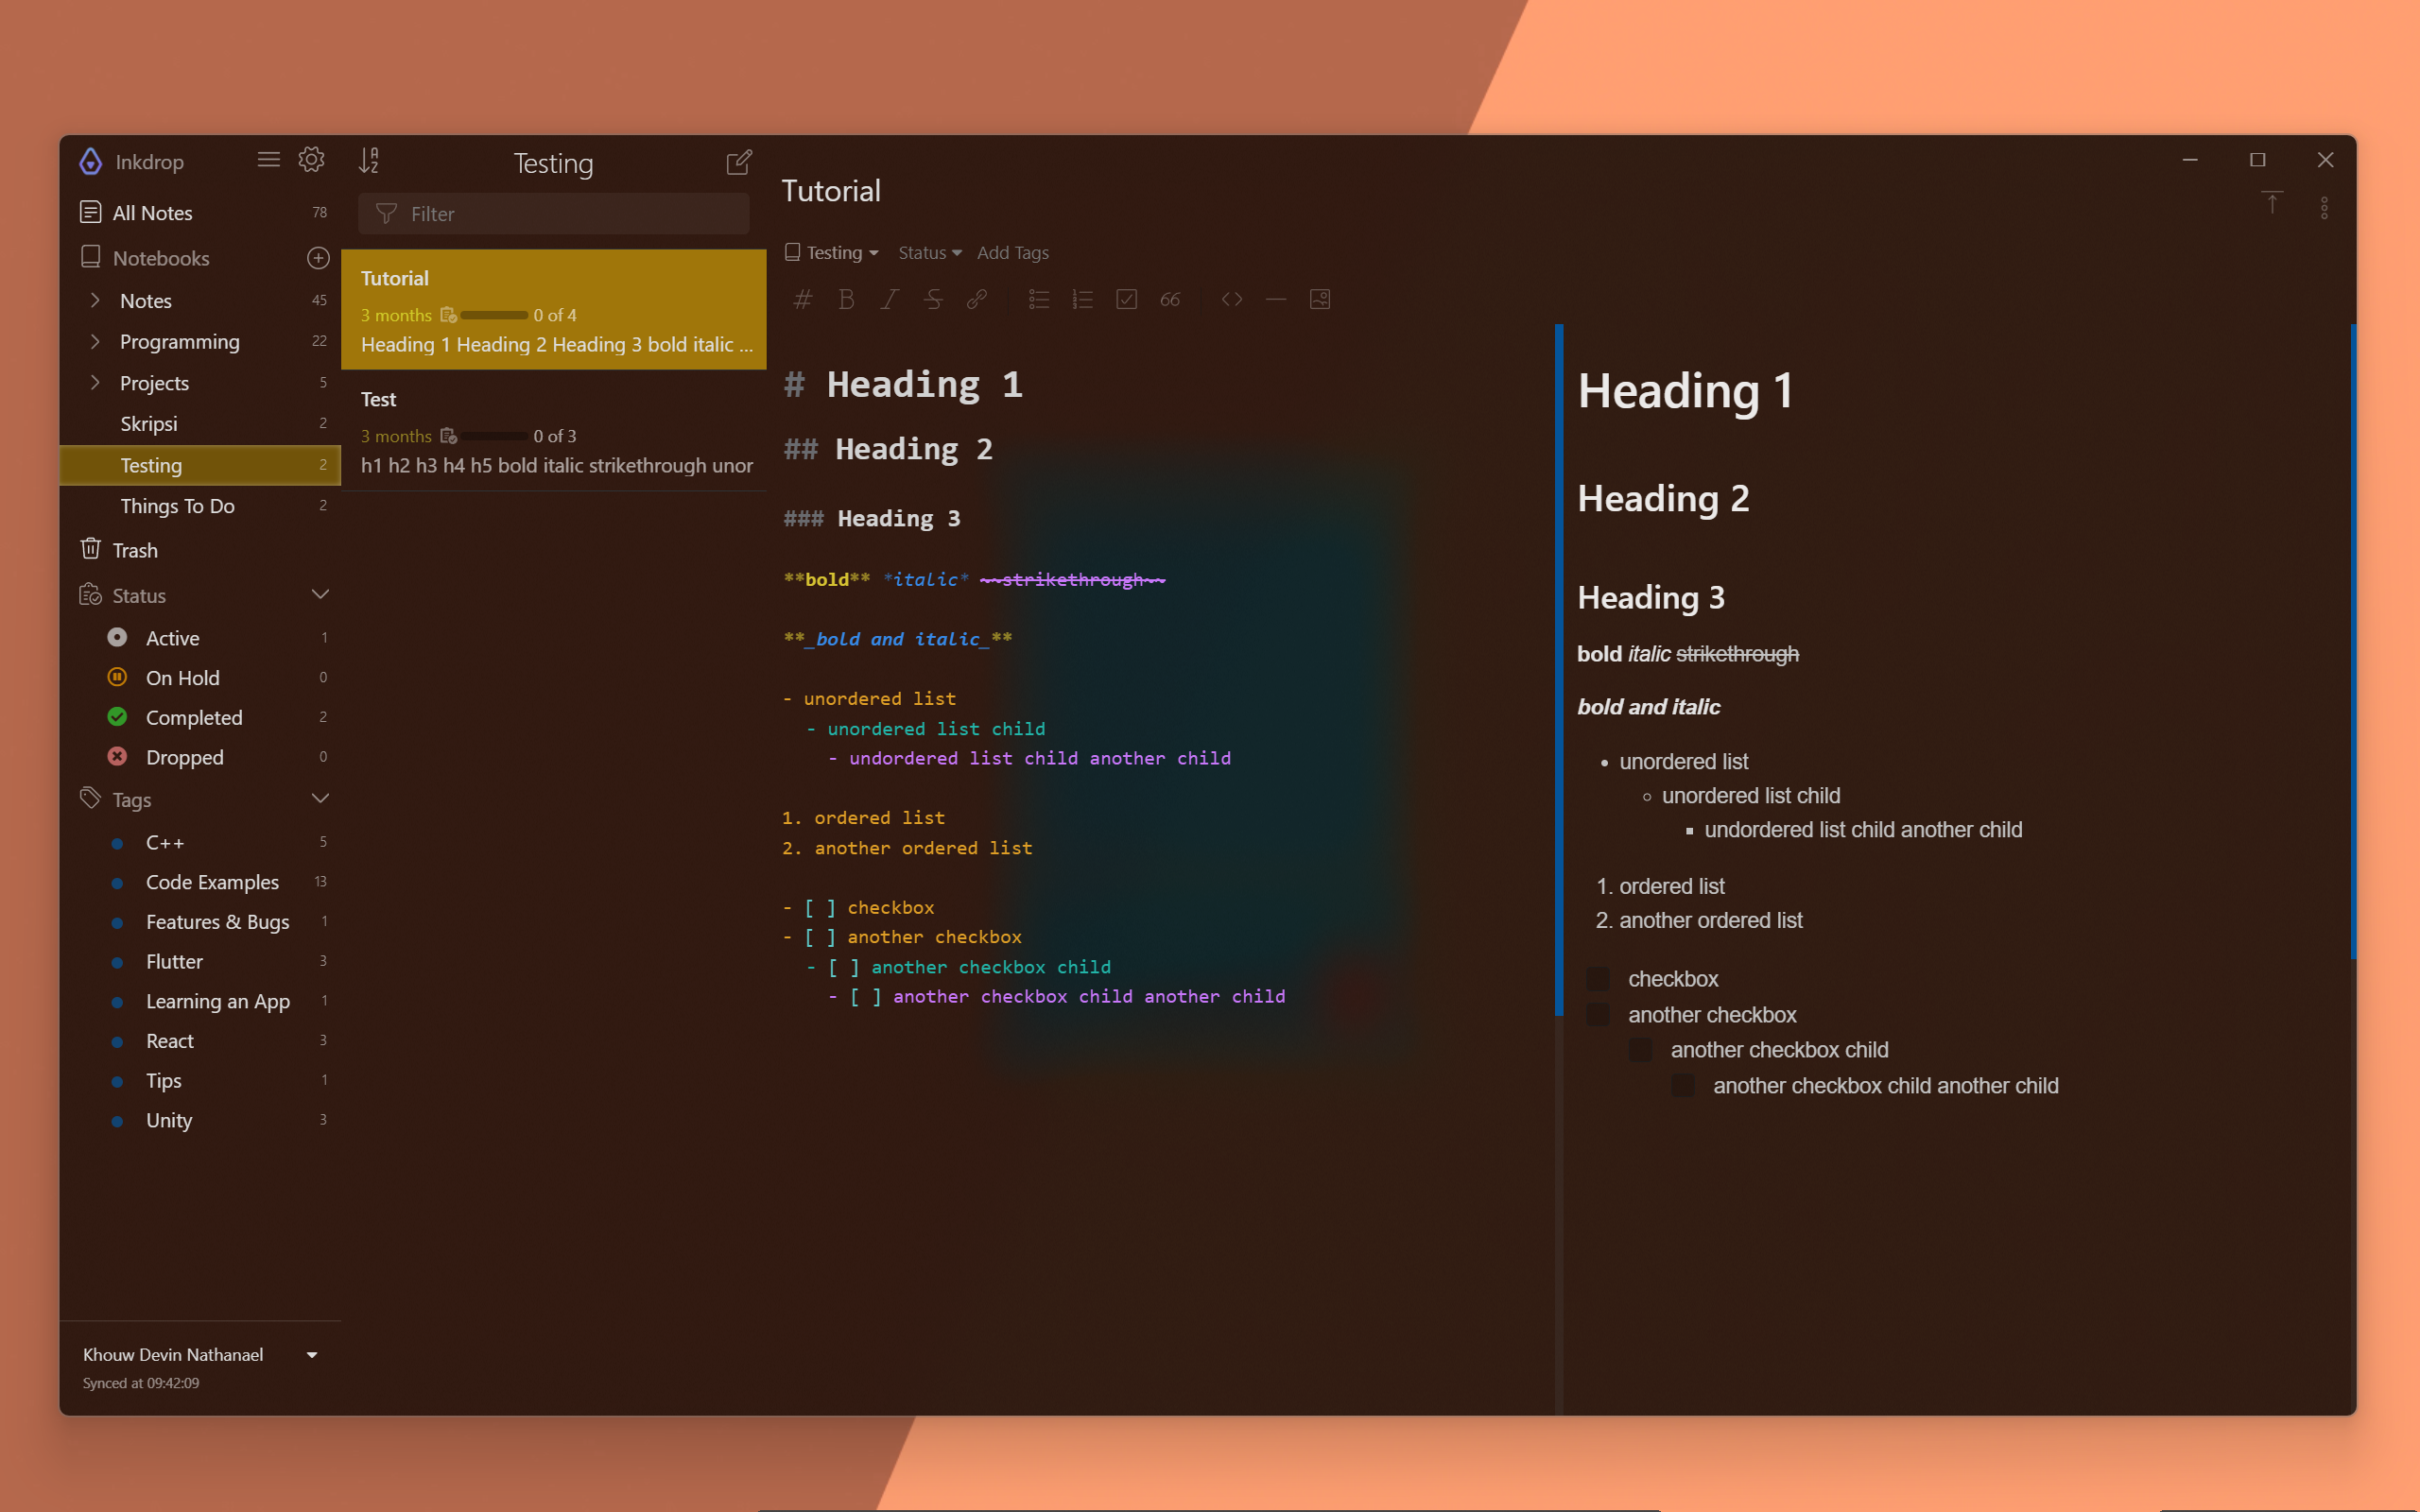 Inkdrop
All Notes 78
Notebooks
Notes 45
Programming 22
Projects 5
Skripsi 2
Testing 2
Things To Do 2
Trash
Status
Active 1
On Hold 0
Completed 2
Dropped 0
Tags
C++ 5
Code Examples 13
Features & Bugs 1
Flutter 3
Learning an App 1
React 3
Tips 1
Unity 3
Khouw Devin Nathanael
Synced at 09:42:09
Testing
Filter
Tutorial
3 months 0 of 4
Heading 1 Heading 2 Heading 3 bold italic ...
Test
3 months 0 of 3
h1 h2 h3 h4 h5 bold italic strikethrough unor
Tutorial
Testing Status Add Tags
# Heading 1
## Heading 2
### Heading 3
**bold** *italic* ~~strikethrough~~
**_bold and italic_**
- unordered list
- unordered list child
- undordered list child another child
1. ordered list
2. another ordered list
- [ ] checkbox
- [ ] another checkbox
- [ ] another checkbox child
- [ ] another checkbox child another child
Heading 1
Heading 2
Heading 3
bold italic strikethrough
bold and italic
• unordered list
◦ unordered list child
▪ undordered list child another child
1. ordered list
2. another ordered list
checkbox
another checkbox
another checkbox child
another checkbox child another child